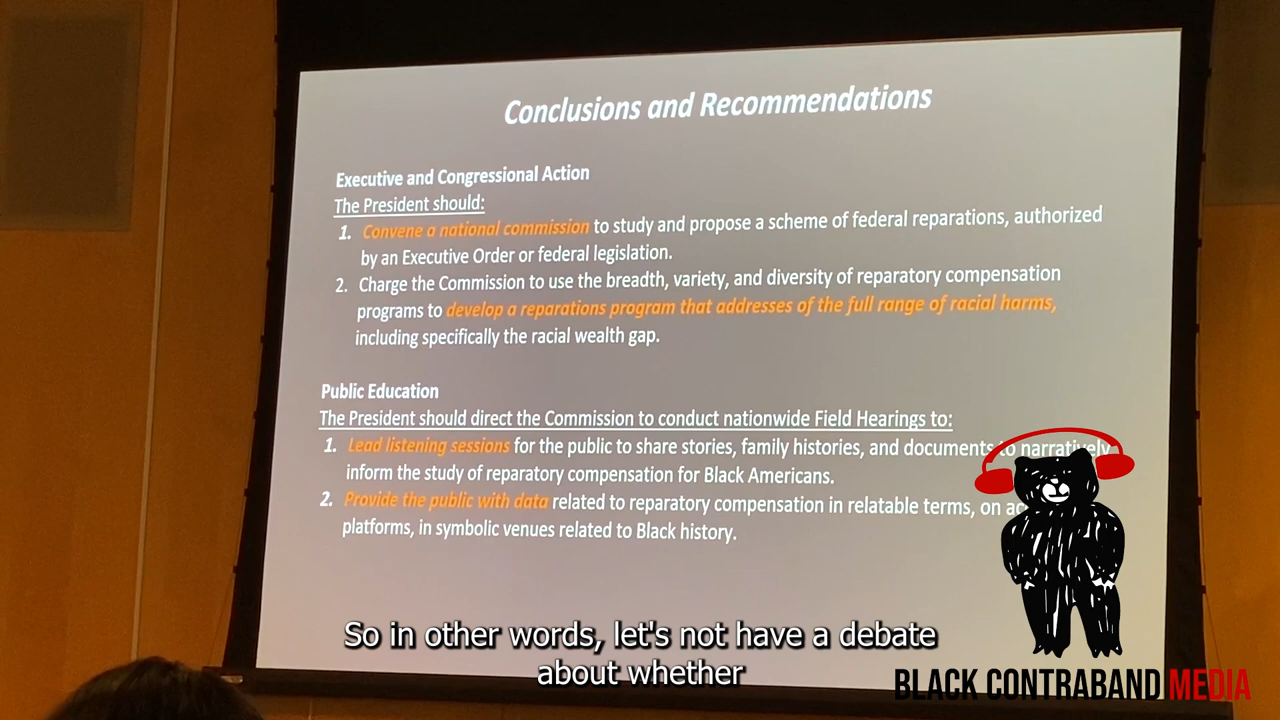 Conclusions and Recommendations
Executive and Congressional Action
The President should:
1. Convene a national commission to study and propose a scheme of federal reparations, authorized
by an Executive Order or federal legislation.
2. Charge the Commission to use the breadth, variety, and diversity of reparatory compensation
programs to develop a reparations program that addresses of the full range of racial harms,
including specifically the racial wealth gap.
Public Education
The President should direct the Commission to conduct nationwide Field Hearings to:
1. Lead listening sessions for the public to share stories, family histories, and documents to narratively
inform the study of reparatory compensation for Black Americans.
2. Provide the public with data related to reparatory compensation in relatable terms, on
platforms, in symbolic venues related to Black history.
So in other words, let's not have a debate
about whether
BLACK CONTRABAND MEDIA